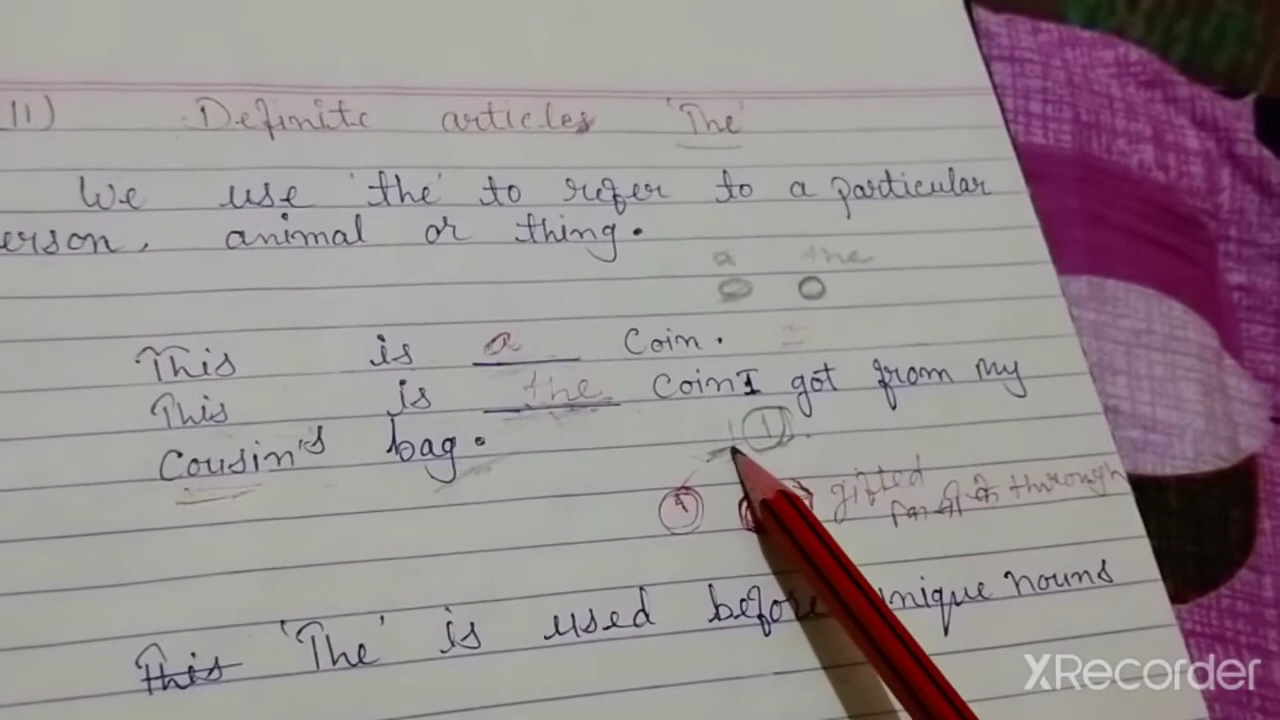 11) Definite articles 'The'
We use 'the' to refer to a particular
erson, animal or thing.
a the
This is a Coin.
This is the Coin I got from my
Cousin's bag.
1
₹ gifted
through
This 'The' is used before unique nouns
XRecorder